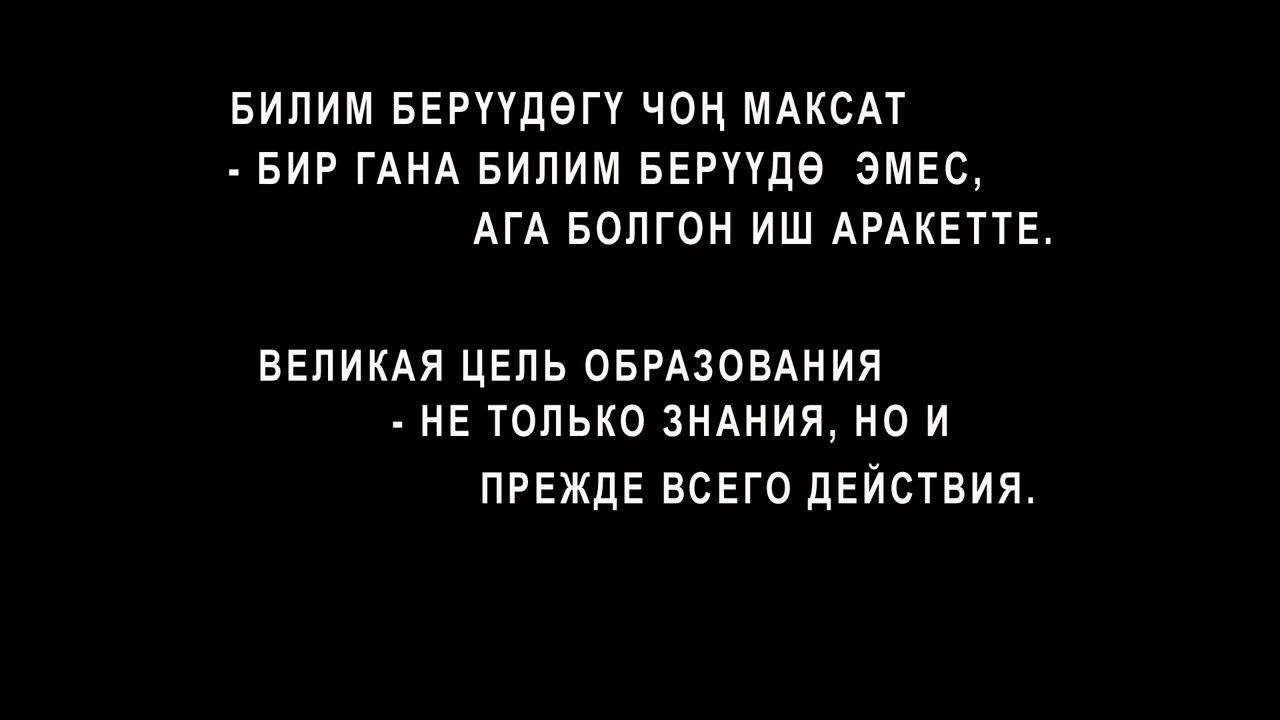 БИЛИМ БЕРҮҮДӨГҮ ЧОҢ МАКСАТ
- БИР ГАНА БИЛИМ БЕРҮҮДӨ ЭМЕС,
АГА БОЛГОН ИШ АРАКЕТТЕ.
ВЕЛИКАЯ ЦЕЛЬ ОБРАЗОВАНИЯ
- НЕ ТОЛЬКО ЗНАНИЯ, НО И
ПРЕЖДЕ ВСЕГО ДЕЙСТВИЯ.